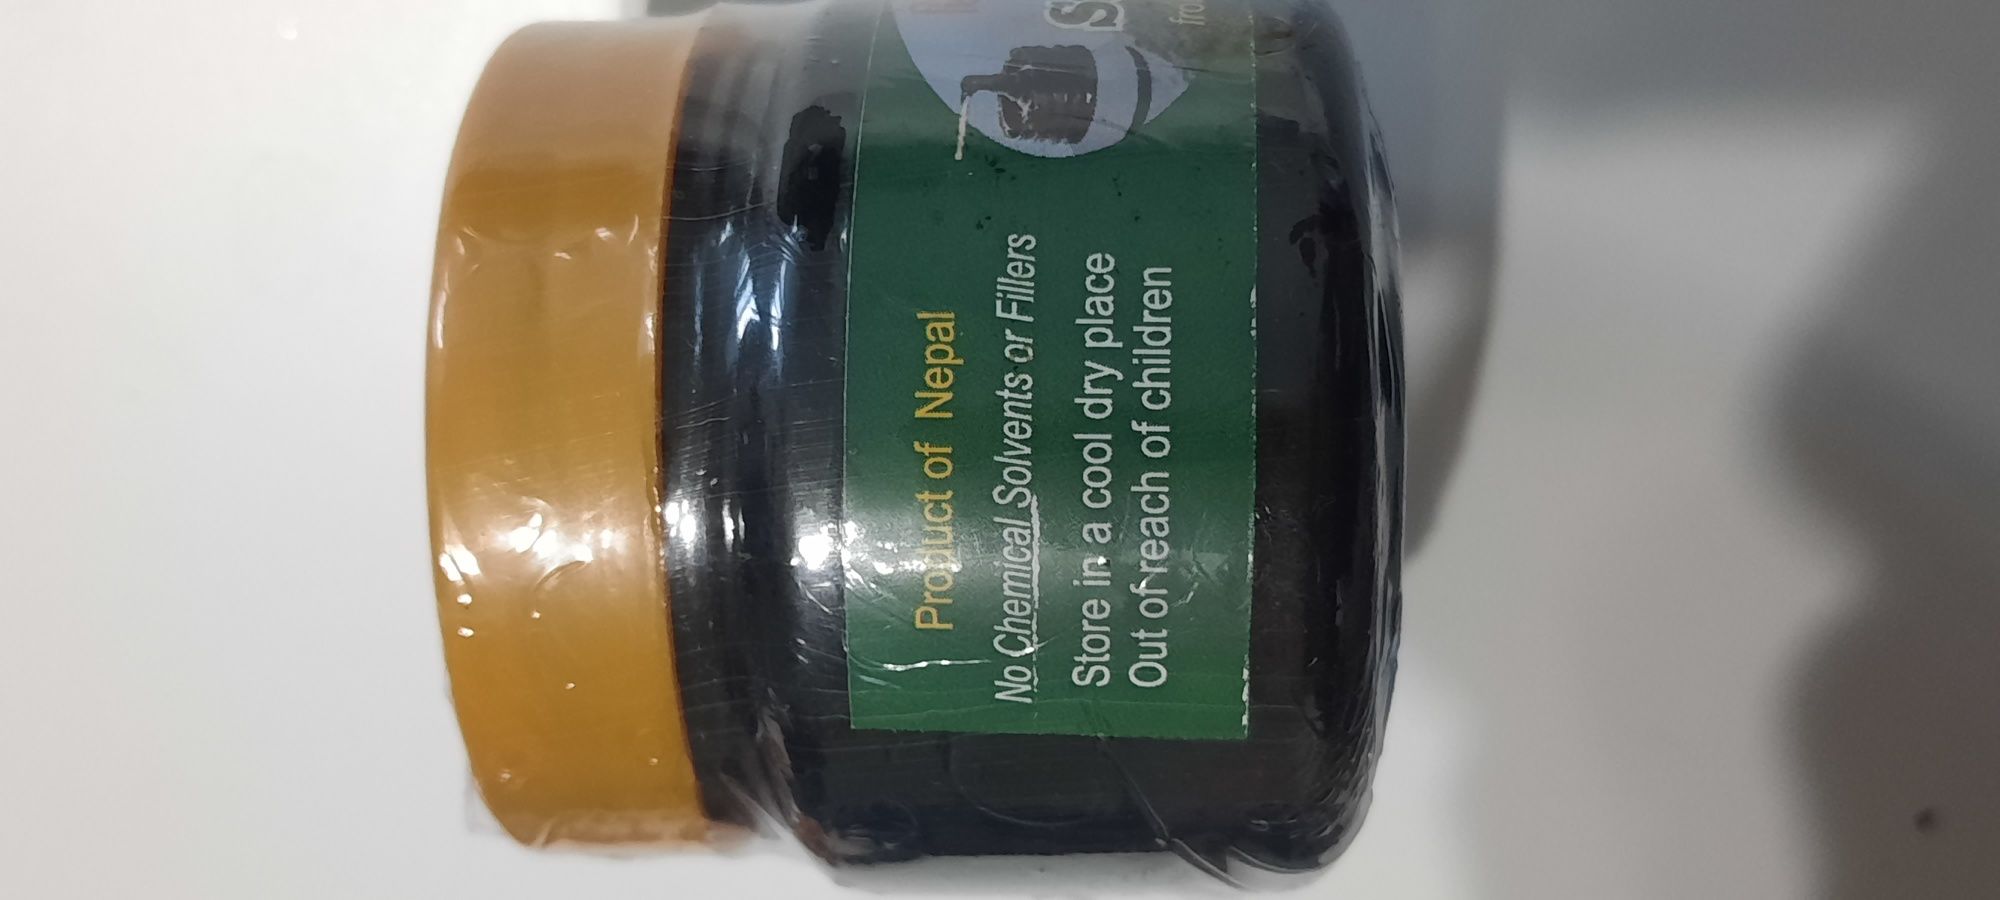 Product of Nepal
No Chemical Solvents or Fillers
Store in a cool dry place
Out of reach of children